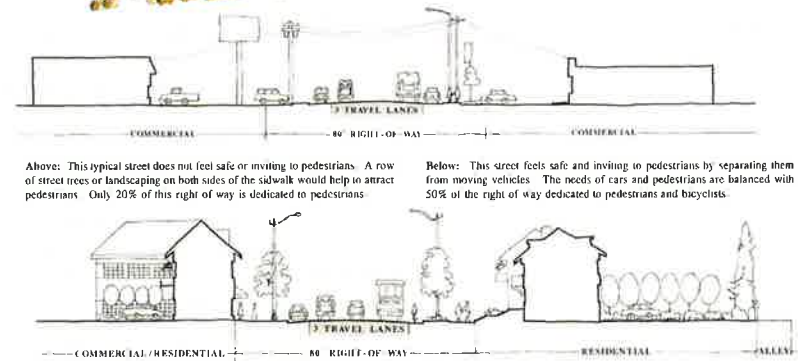 3 TRAVEL LANES
COMMERCIAL
80' RIGHT-OF-WAY
COMMERCIAL
Above: This typical street does not feel safe or inviting to pedestrians. A row
of street trees or landscaping on both sides of the sidwalk would help to attract
pedestrians. Only 20% of this right of way is dedicated to pedestrions
Below: This street feels safe and inviting to pedestrians by separating them
from moving vehicles. The needs of cars and pedestrians are balanced with
50% of the right of way dedicated to pedestrians and bicyclists.
3 TRAVEL LANES
COMMERCIAL/RESIDENTIAL
80' RIGHT-OF-WAY
RESIDENTIAL
ALLEY